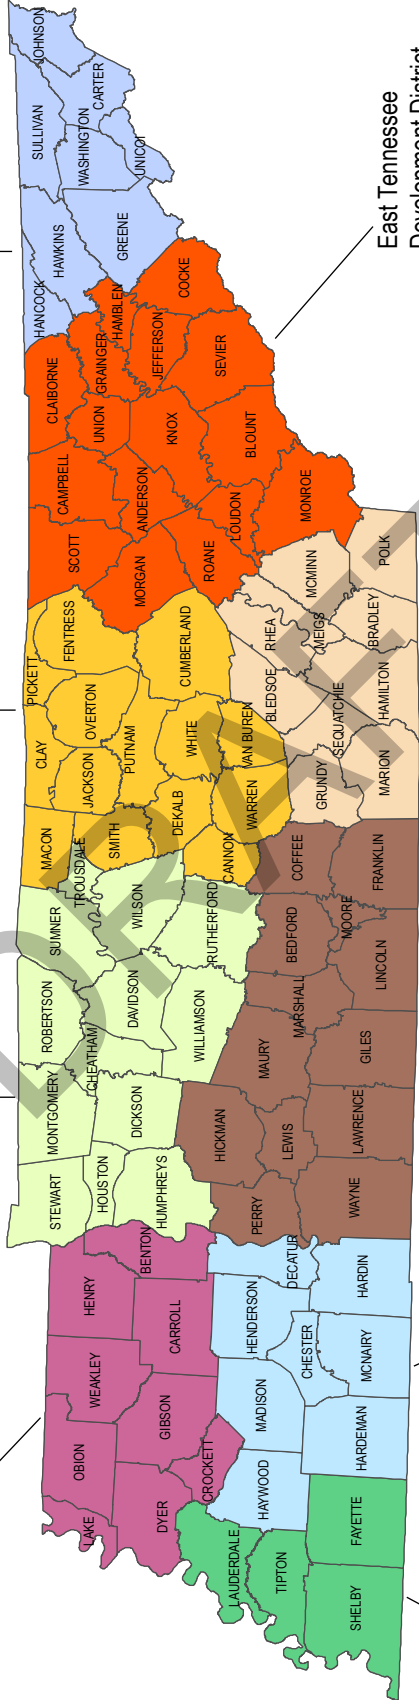 JOHNSON
SULLIVAN
CARTER
WASHINGTON
UNICOI
HANCOCK
HAWKINS
GREENE
CLAIBORNE
GRAINGER
HAMBLEN
COCKE
UNION
JEFFERSON
SEVIER
CAMPBELL
ANDERSON
KNOX
BLOUNT
SCOTT
MORGAN
ROANE
LOUDON
MONROE
East Tennessee
PICKETT
FENTRESS
CUMBERLAND
CLAY
OVERTON
PUTNAM
WHITE
VAN BUREN
JACKSON
DEKALB
WARREN
MACON
SMITH
CANNON
RHEA
MEIGS
MCMINN
POLK
BLEDSOE
BRADLEY
SEQUATCHIE
HAMILTON
GRUNDY
MARION
TROUSDALE
SUMNER
WILSON
RUTHERFORD
ROBERTSON
DAVIDSON
WILLIAMSON
CHEATHAM
MONTGOMERY
DICKSON
STEWART
HOUSTON
HUMPHREYS
COFFEE
FRANKLIN
BEDFORD
MOORE
LINCOLN
MARSHALL
MAURY
GILES
HICKMAN
LEWIS
LAWRENCE
PERRY
WAYNE
BENTON
HENRY
CARROLL
WEAKLEY
GIBSON
OBION
CROCKETT
LAKE
DYER
DECATUR
HENDERSON
HARDIN
CHESTER
MCNAIRY
MADISON
HARDEMAN
HAYWOOD
LAUDERDALE
TIPTON
FAYETTE
SHELBY
DRAFT